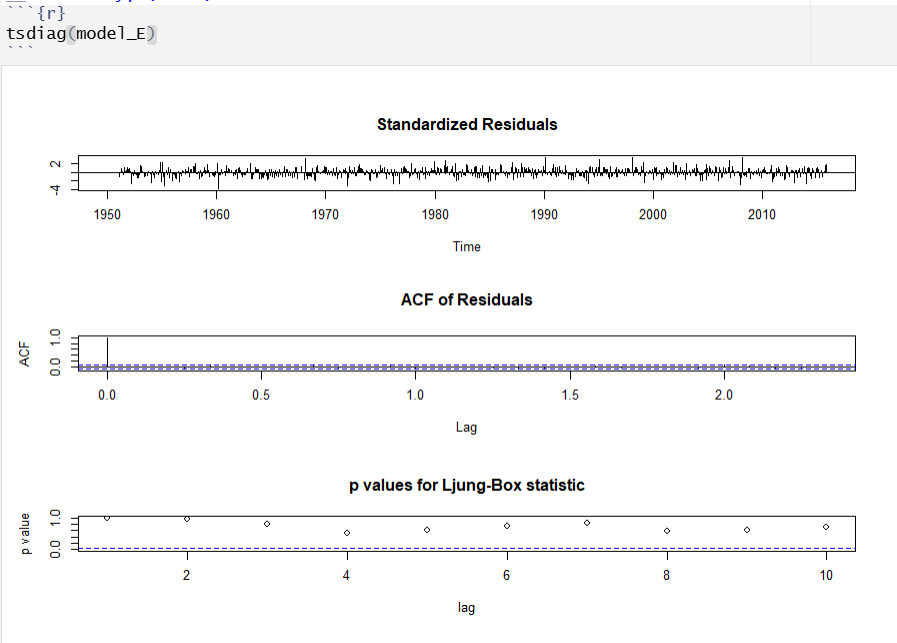 ```{r}
tsdiag(model_E)
```
Standardized Residuals
2
-4
1950 1960 1970 1980 1990 2000 2010
Time
ACF of Residuals
ACF
1.0
0.0
0.0 0.5 1.0 1.5 2.0
Lag
p values for Ljung-Box statistic
p value
1.0
0.0
2 4 6 8 10
lag